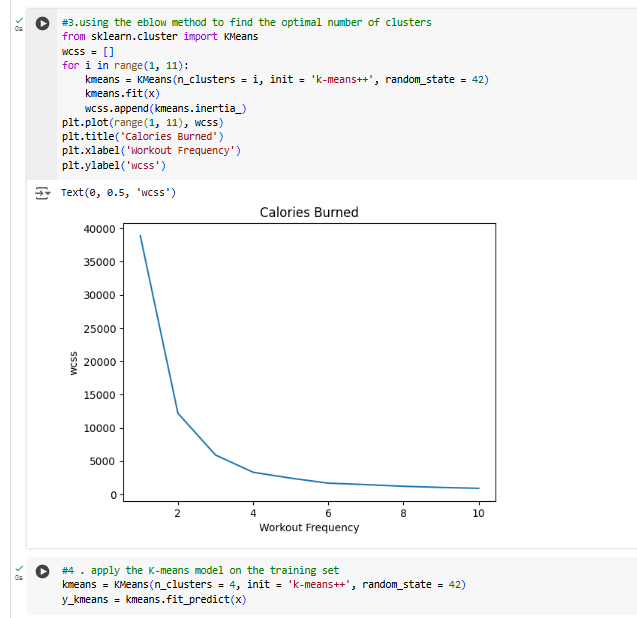 0s
#3.using the eblow method to find the optimal number of clusters
from sklearn.cluster import KMeans
wcss = []
for i in range(1, 11):
    kmeans = KMeans(n_clusters = i, init = 'k-means++', random_state = 42)
    kmeans.fit(x)
    wcss.append(kmeans.inertia_)
plt.plot(range(1, 11), wcss)
plt.title('Calories Burned')
plt.xlabel('Workout Frequency')
plt.ylabel('wcss')
Text(0, 0.5, 'wcss')
Calories Burned
40000
35000
30000
25000
20000
15000
10000
5000
0
wcss
2 4 6 8 10
Workout Frequency
0s
#4 . apply the K-means model on the training set
kmeans = KMeans(n_clusters = 4, init = 'k-means++', random_state = 42)
y_kmeans = kmeans.fit_predict(x)